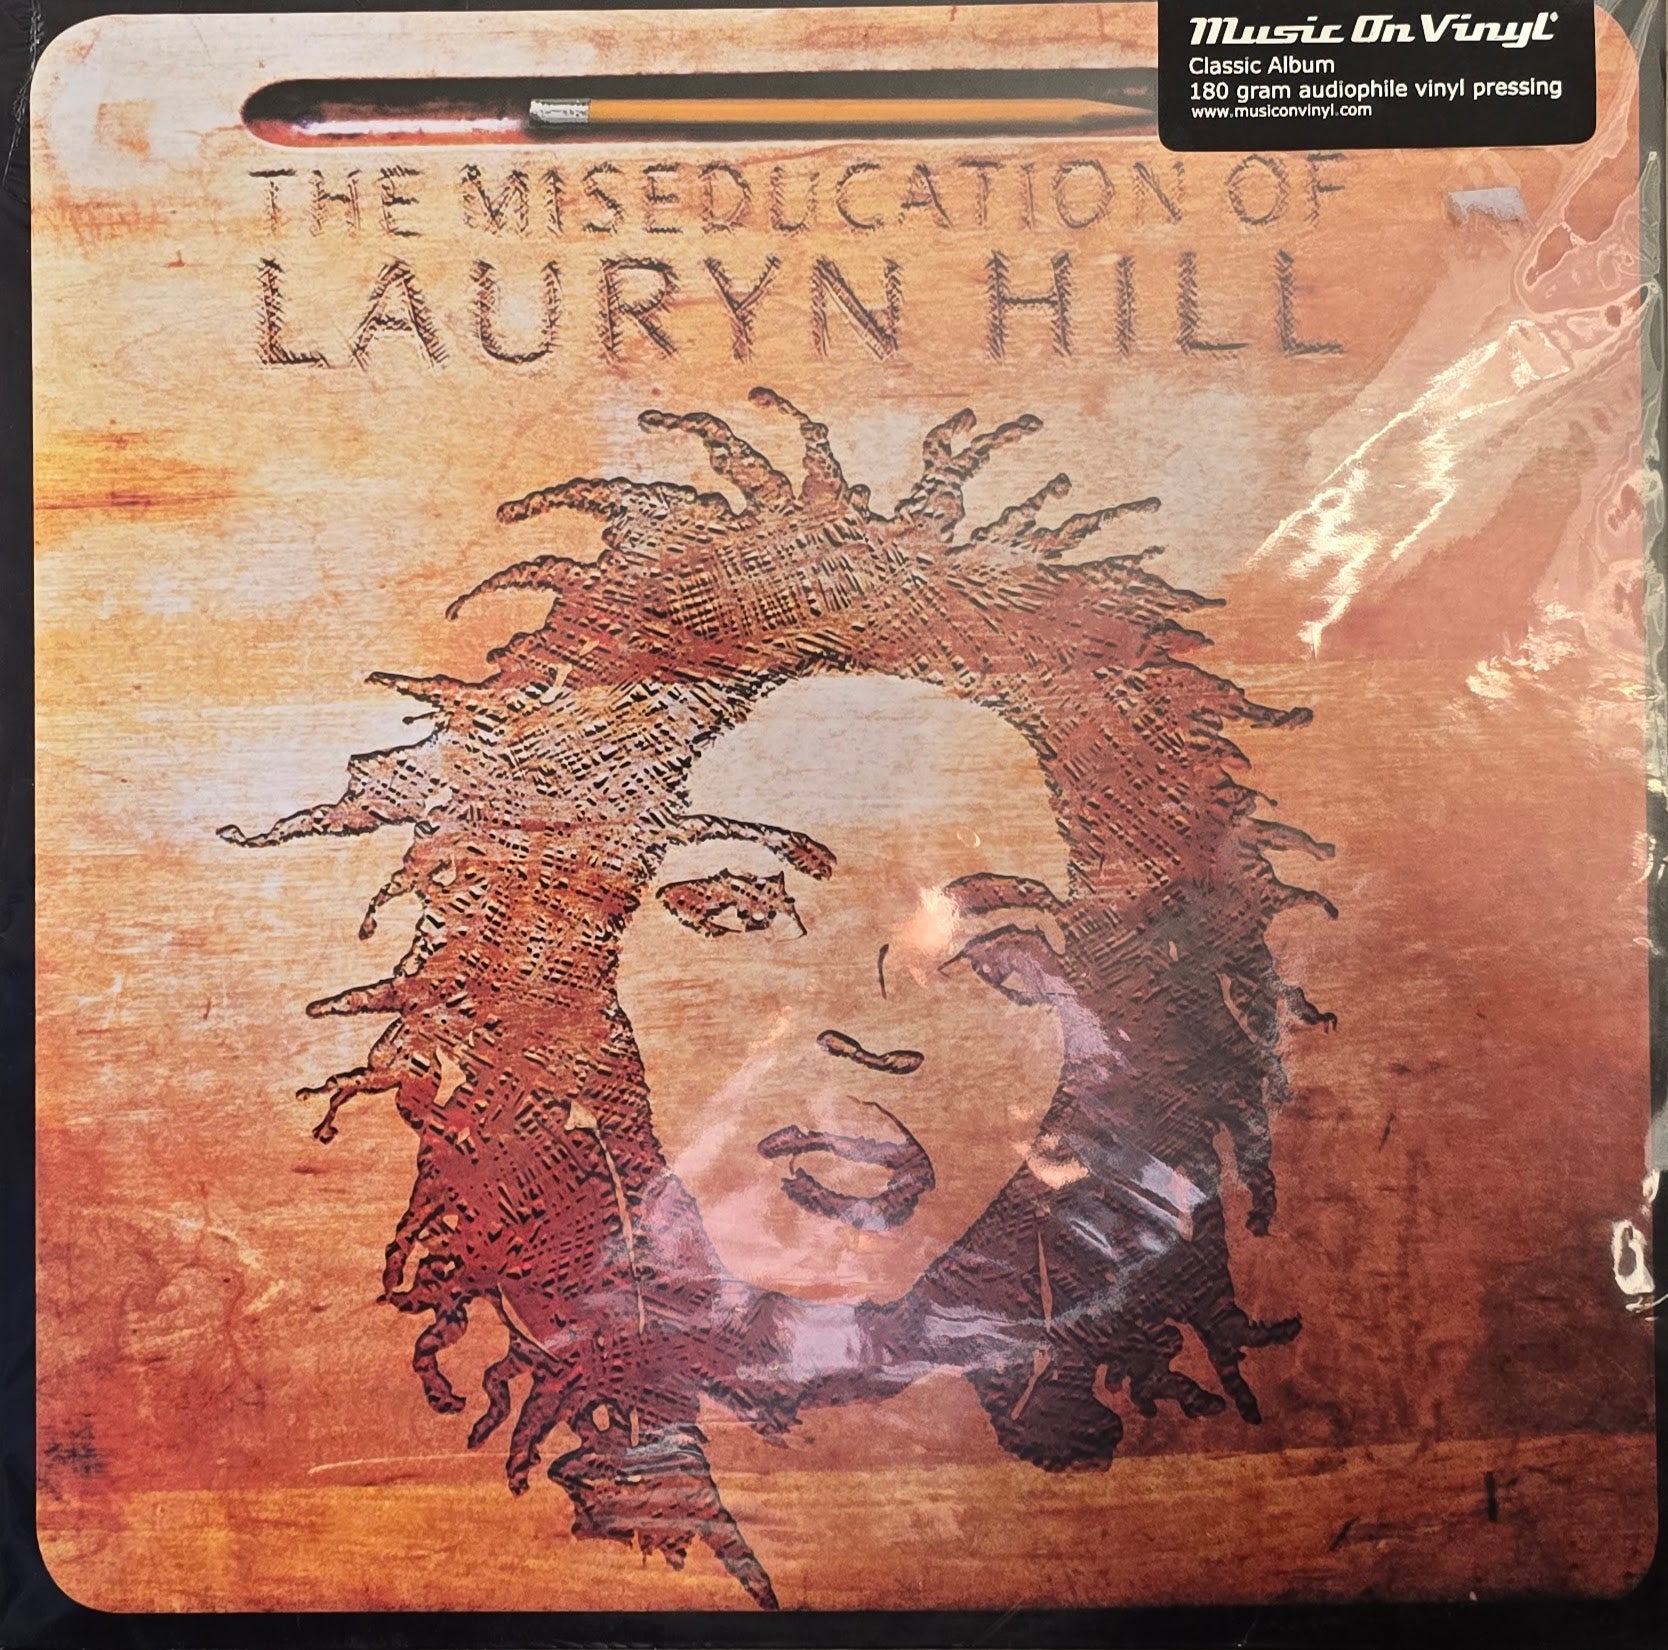 Music On Vinyl®
Classic Album
180 gram audiophile vinyl pressing
www.musiconvinyl.com
THE MISEDUCATION OF
LAURYN HILL